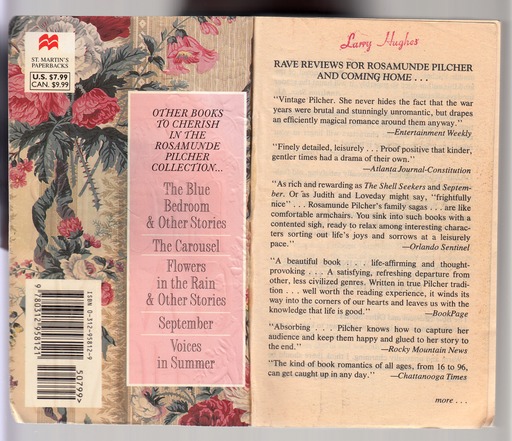 ST. MARTIN'S
PAPERBACKS
U.S. $7.99
CAN. $9.99
OTHER BOOKS
TO CHERISH
IN THE
ROSAMUNDE
PILCHER
COLLECTION...
The Blue
Bedroom
& Other Stories
The Carousel
Flowers
in the Rain
& Other Stories
September
Voices
in Summer
ISBN 0-312-95812-9
9 780312 958121
50799>
Larry Hughes
RAVE REVIEWS FOR ROSAMUNDE PILCHER
AND COMING HOME . . .
"Vintage Pilcher. She never hides the fact that the war
years were brutal and stunningly unromantic, but drapes
an efficiently magical romance around them anyway."
—Entertainment Weekly
"Finely detailed, leisurely . . . Proof positive that kinder,
gentler times had a drama of their own."
—Atlanta Journal-Constitution
"As rich and rewarding as The Shell Seekers and Septem-
ber. Or as Judith and Loveday might say, "frightfully
nice" . . . Rosamunde Pilcher's family sagas . . . are like
comfortable armchairs. You sink into such books with a
contented sigh, ready to relax among interesting charac-
ters sorting out life's joys and sorrows at a leisurely
pace."
—Orlando Sentinel
"A beautiful book . . . life-affirming and thought-
provoking . . . A satisfying, refreshing departure from
other, less civilized genres. Written in true Pilcher tradi-
tion . . . well worth the reading experience, it winds its
way into the corners of our hearts and leaves us with the
knowledge that life is good."
—BookPage
"Absorbing . . . Pilcher knows how to capture her
audience and keep them happy and glued to her story to
the end."
—Rocky Mountain News
"The kind of book romantics of all ages, from 16 to 96,
can get caught up in any day."
—Chattanooga Times
more . . .